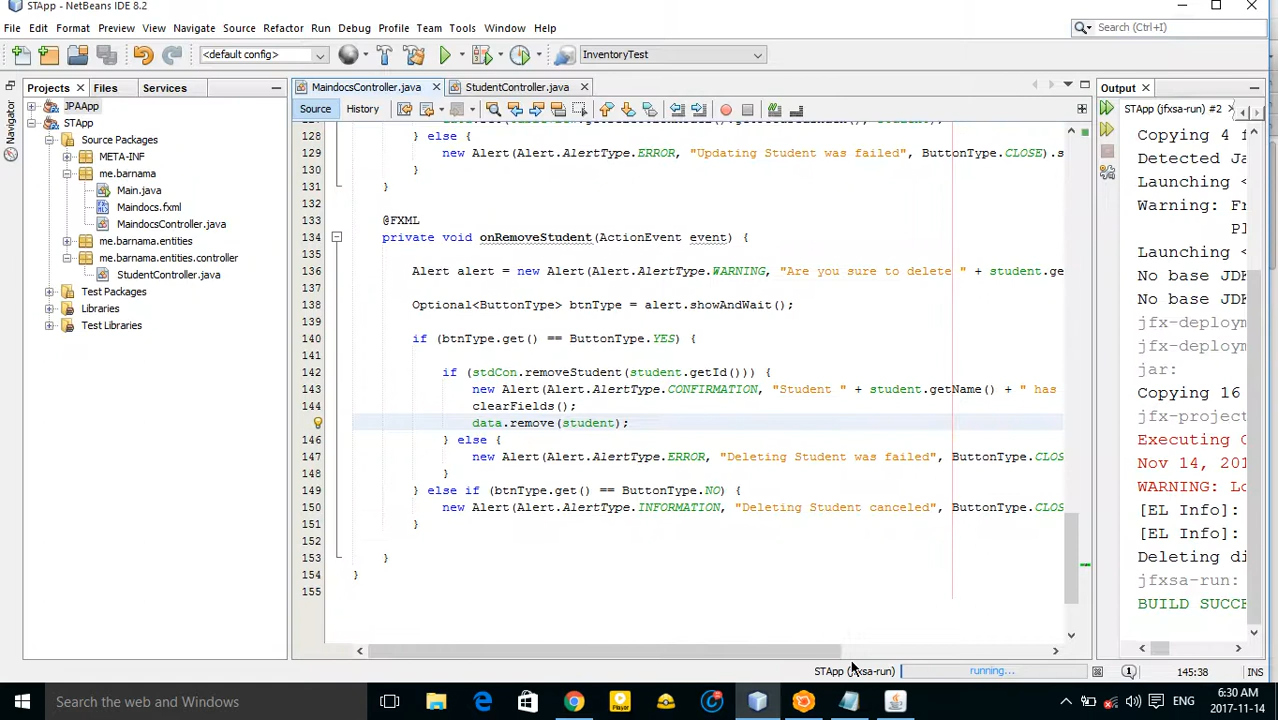 STApp - NetBeans IDE 8.2
File Edit View Navigate Source Refactor Run Debug Profile Team Tools Window Help
Search (Ctrl+I)
<default config>
InventoryTest
Projects
Files
Services
Navigator
JPAApp
STApp
Source Packages
META-INF
me.barnama
Main.java
Maindocs.fxml
MaindocsController.java
me.barnama.entities
me.barnama.entities.controller
StudentController.java
Test Packages
Libraries
Test Libraries
MaindocsController.java
StudentController.java
Source
History
128 } else {
129 new Alert(Alert.AlertType.ERROR, "Updating Student was failed", ButtonType.CLOSE).s
130 }
131 }
132
133 @FXML
134 private void onRemoveStudent(ActionEvent event) {
135
136 Alert alert = new Alert(Alert.AlertType.WARNING, "Are you sure to delete " + student.ge
137
138 Optional<ButtonType> btnType = alert.showAndWait();
139
140 if (btnType.get() == ButtonType.YES) {
141
142 if (stdCon.removeStudent(student.getId())) {
143 new Alert(Alert.AlertType.CONFIRMATION, "Student " + student.getName() + " has
144 clearFields();
data.remove(student);
146 } else {
147 new Alert(Alert.AlertType.ERROR, "Deleting Student was failed", ButtonType.CLOS
148 }
149 } else if (btnType.get() == ButtonType.NO) {
150 new Alert(Alert.AlertType.INFORMATION, "Deleting Student canceled", ButtonType.CLOS
151 }
152
153 }
154 }
155
Output
STApp (jfxsa-run) #2
Copying 4 f
Detected Ja
Launching <
Warning: Fr
Pl
Launching <
No base JDK
No base JDK
jfx-deploym
jfx-deploym
jar:
Copying 16
jfx-project
Executing C
Nov 14, 201
WARNING: Lo
[EL Info]:
[EL Info]:
Deleting di
jfxsa-run:
BUILD SUCCE
STApp (jfxsa-run)
running...
1
145:38
INS
Search the web and Windows
Player
ENG
6:30 AM
2017-11-14